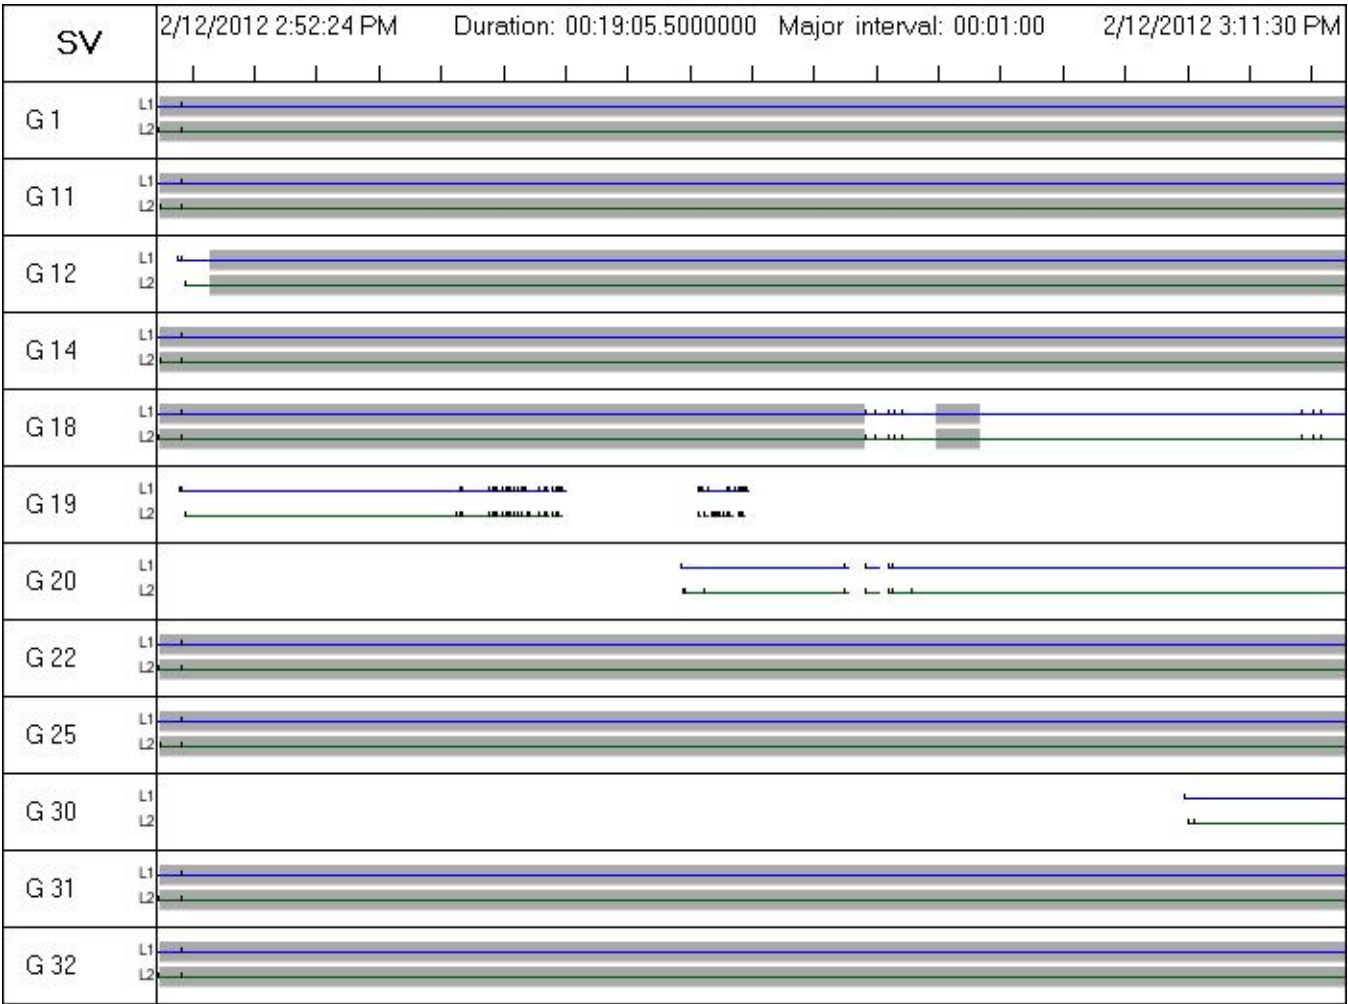 SV 2/12/2012 2:52:24 PM Duration: 00:19:05.5000000 Major interval: 00:01:00 2/12/2012 3:11:30 PM
G 1 L1
L2
G 11 L1
L2
G 12 L1
L2
G 14 L1
L2
G 18 L1
L2
G 19 L1
L2
G 20 L1
L2
G 22 L1
L2
G 25 L1
L2
G 30 L1
L2
G 31 L1
L2
G 32 L1
L2